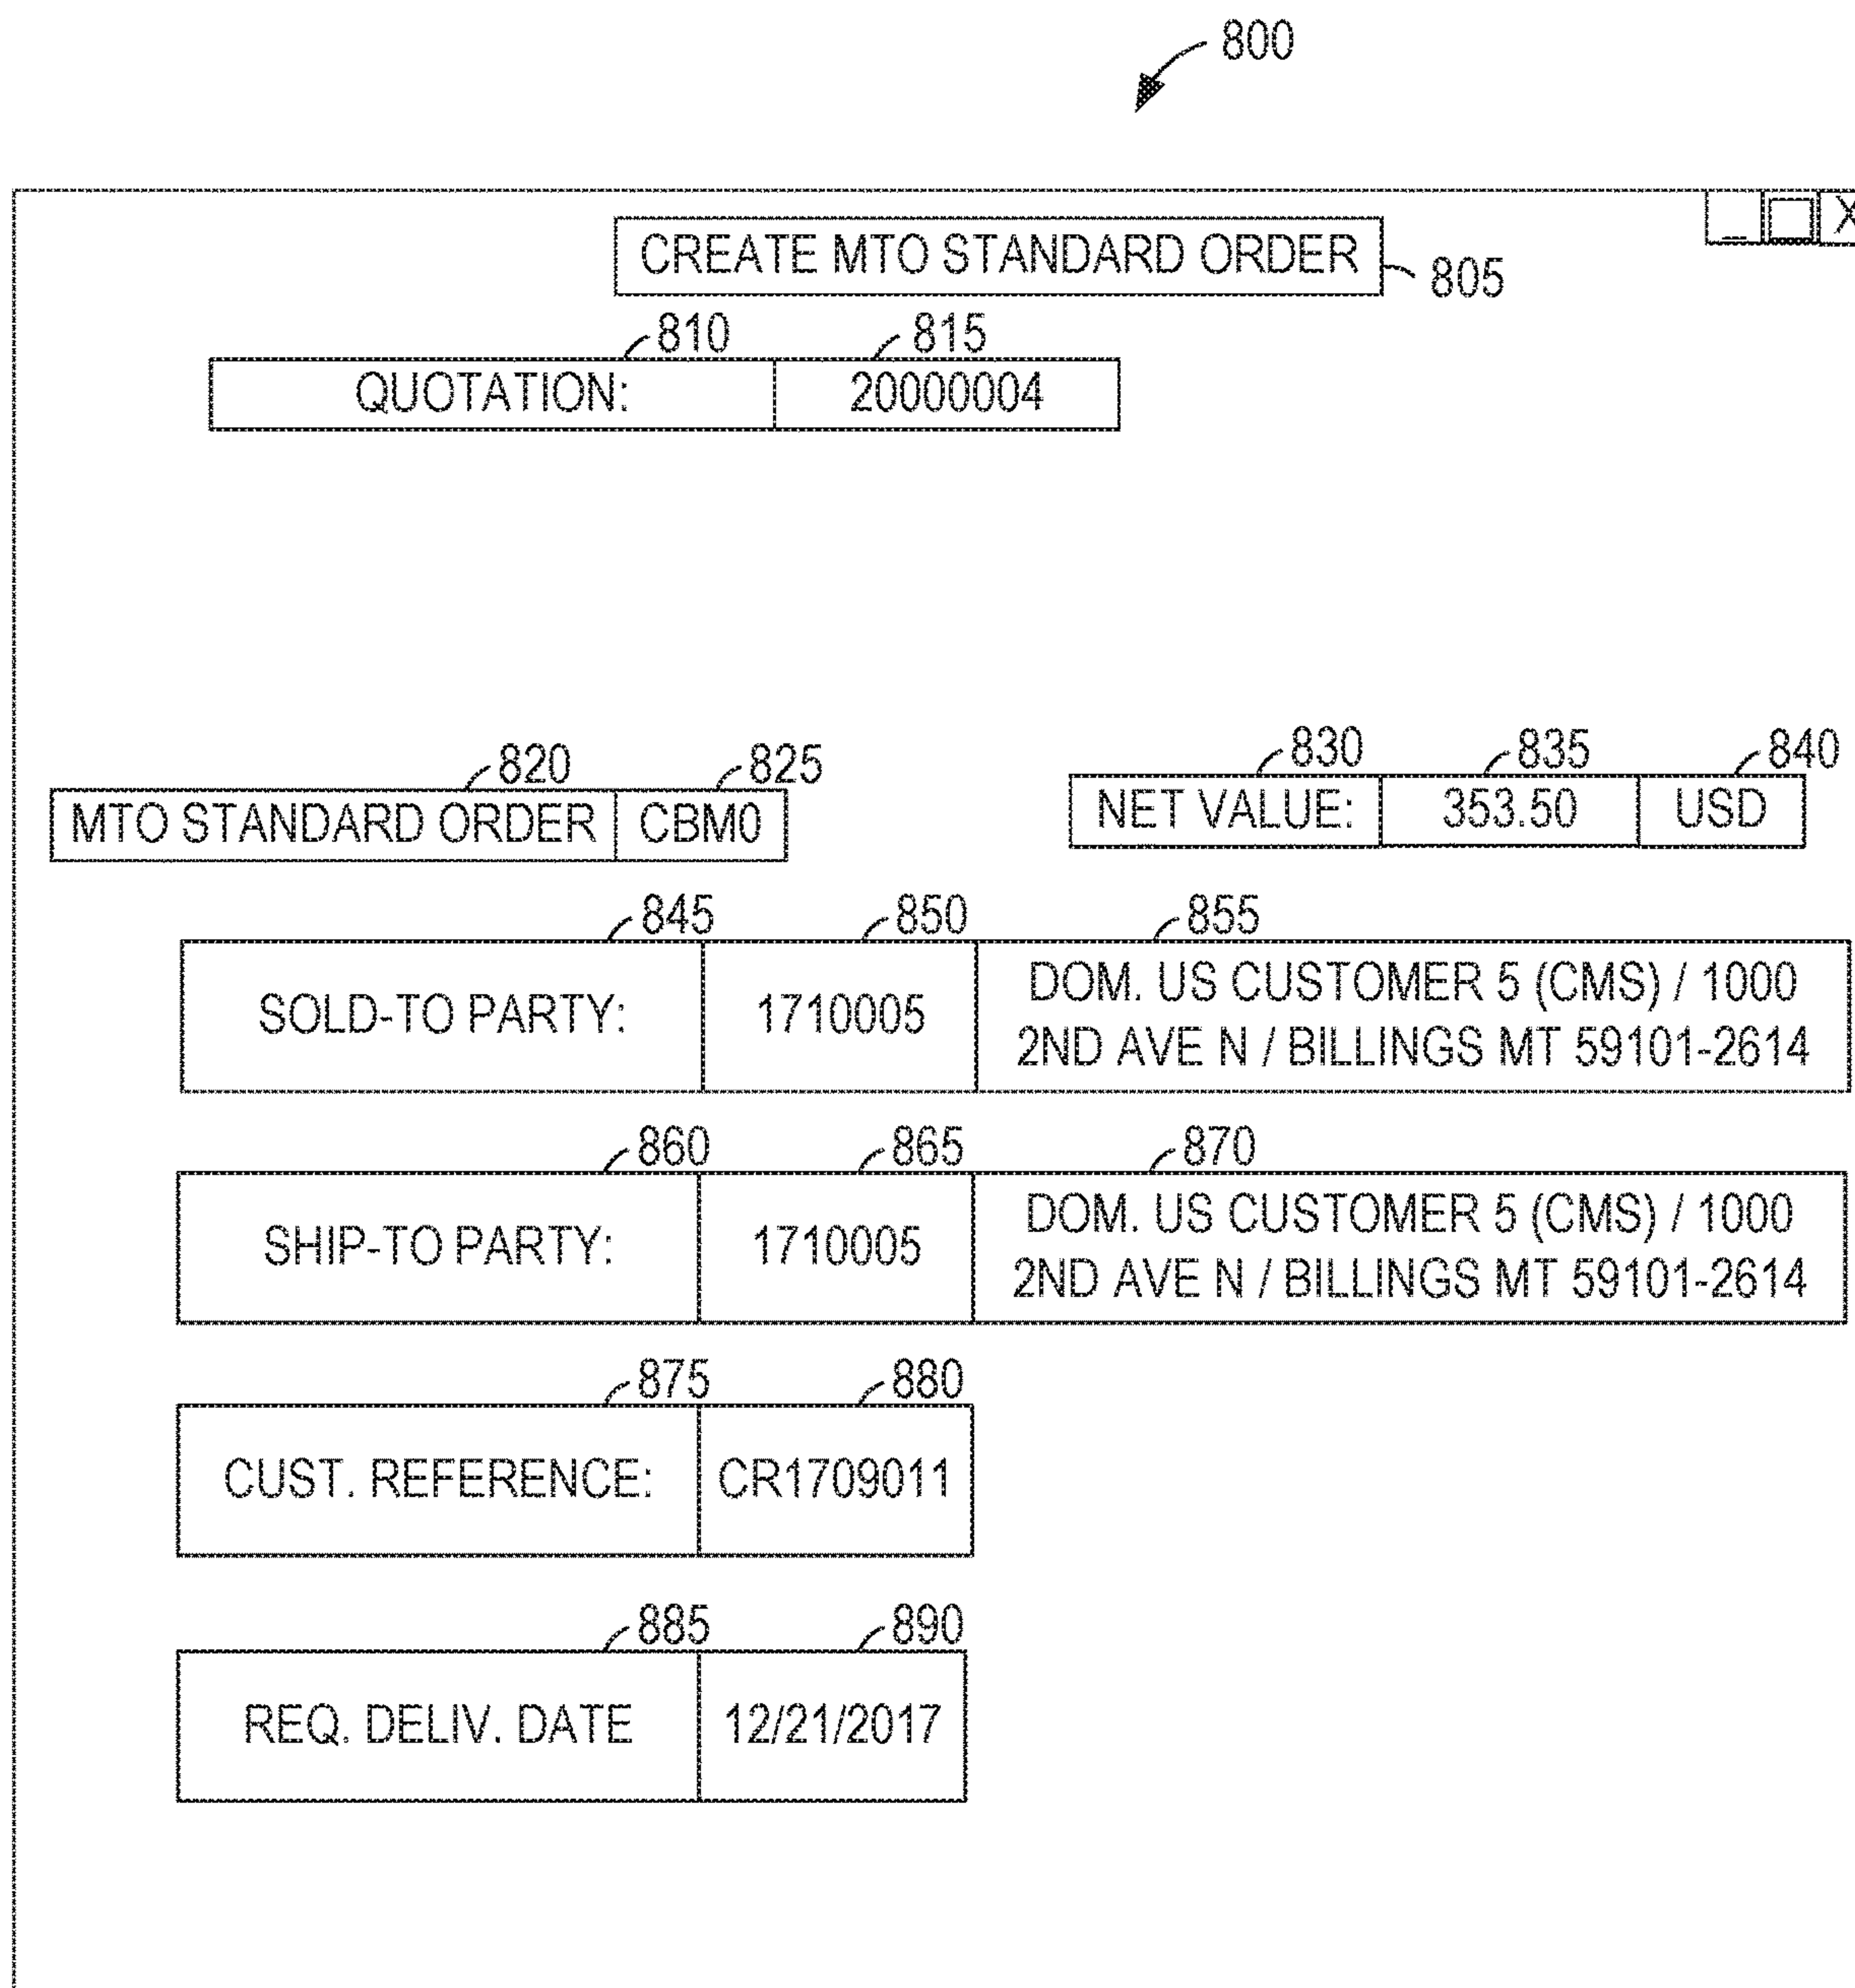 800
_ X
CREATE MTO STANDARD ORDER
805
810 815
QUOTATION: 20000004
820 825 830 835 840
MTO STANDARD ORDER CBM0 NET VALUE: 353.50 USD
845 850 855
SOLD-TO PARTY: 1710005 DOM. US CUSTOMER 5 (CMS) / 1000
2ND AVE N / BILLINGS MT 59101-2614
860 865 870
SHIP-TO PARTY: 1710005 DOM. US CUSTOMER 5 (CMS) / 1000
2ND AVE N / BILLINGS MT 59101-2614
875 880
CUST. REFERENCE: CR1709011
885 890
REQ. DELIV. DATE 12/21/2017